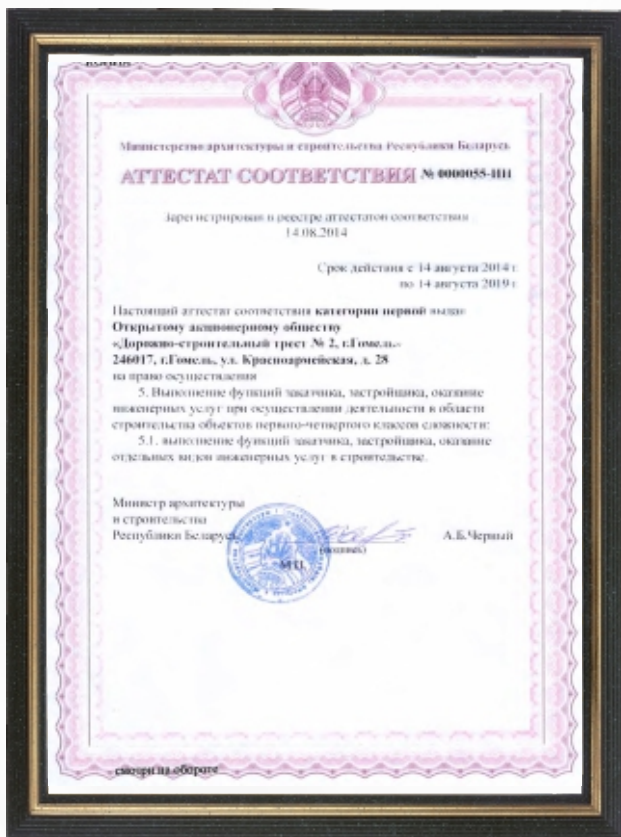 Министерство архитектуры и строительства Республики Беларусь
АТТЕСТАТ СООТВЕТСТВИЯ № 0000055-ИН
Зарегистрирован в реестре аттестатов соответствия
14.08.2014
Срок действия с 14 августа 2014 г.
по 14 августа 2019 г.
Настоящий аттестат соответствия категории первой выдан
Открытому акционерному обществу
«Дорожно-строительный трест № 2, г.Гомель»
246017, г.Гомель, ул. Красноармейская, д. 28
на право осуществления
5. Выполнение функций заказчика, застройщика, оказание
инженерных услуг при осуществлении деятельности в области
строительства объектов первого-четвертого классов сложности:
5.1. выполнение функций заказчика, застройщика, оказание
отдельных видов инженерных услуг в строительстве.
Министр архитектуры
и строительства
Республики Беларусь
А.Б.Черный
(подпись)
М.П.
смотри на обороте